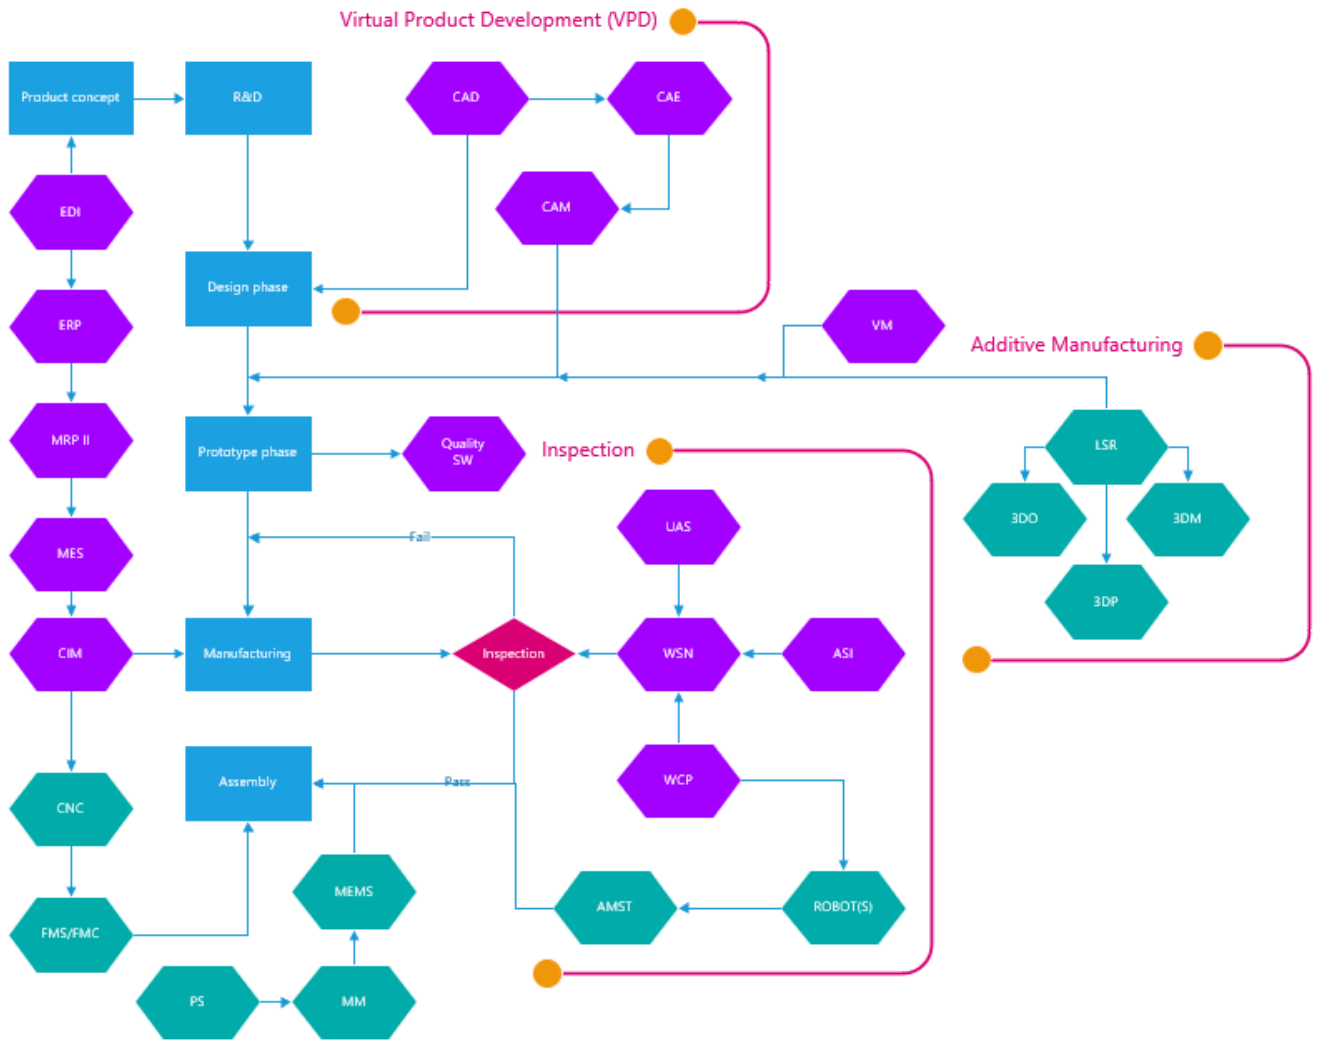 Virtual Product Development (VPD)
Product concept
R&D
CAD
CAE
EDI
CAM
Design phase
ERP
VM
Additive Manufacturing
MRP II
Prototype phase
Quality
SW
Inspection
LSR
3DO
3DM
UAS
Fail
MES
3DP
CIM
Manufacturing
Inspection
WSN
ASI
Assembly
Pass
WCP
CNC
MEMS
AMST
ROBOT(S)
FMS/FMC
PS
MM